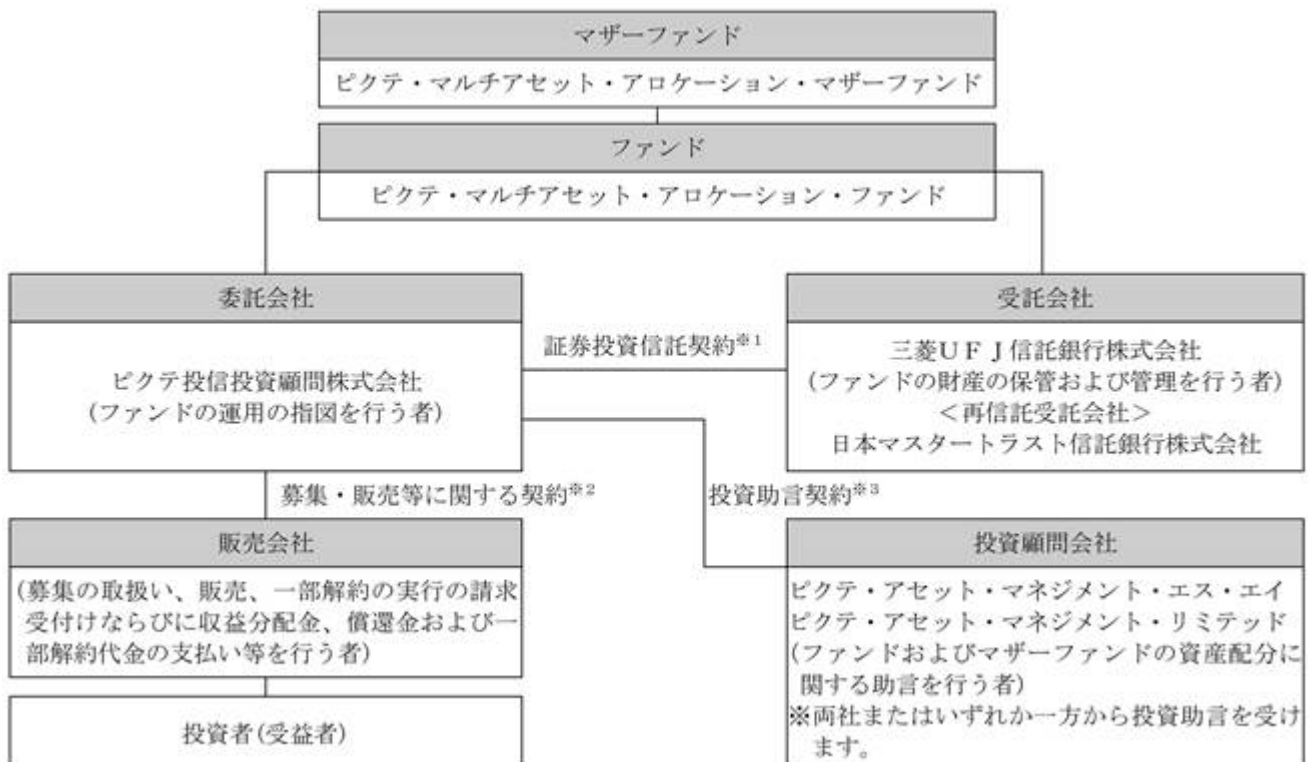 マザーファンド
ピクテ・マルチアセット・アロケーション・マザーファンド
ファンド
ピクテ・マルチアセット・アロケーション・ファンド
委託会社
ピクテ投信投資顧問株式会社
(ファンドの運用の指図を行う者)
証券投資信託契約※1
受託会社
三菱UFJ信託銀行株式会社
(ファンドの財産の保管および管理を行う者)
<再信託受託会社>
日本マスタートラスト信託銀行株式会社
募集・販売等に関する契約※2
投資助言契約※3
販売会社
(募集の取扱い、販売、一部解約の実行の請求
受付けならびに収益分配金、償還金および一
部解約代金の支払い等を行う者)
投資者(受益者)
投資顧問会社
ピクテ・アセット・マネジメント・エス・エイ
ピクテ・アセット・マネジメント・リミテッド
(ファンドおよびマザーファンドの資産配分に
関する助言を行う者)
※両社またはいずれか一方から投資助言を受け
ます。